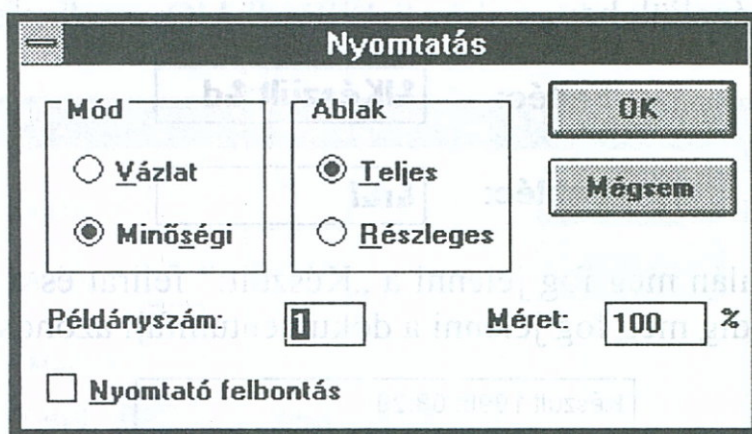 Nyomtatás
Mód
Vázlat
Minőségi
Ablak
Teljes
Részleges
OK
Mégsem
Példányszám: 1
Méret: 100 %
Nyomtató felbontás